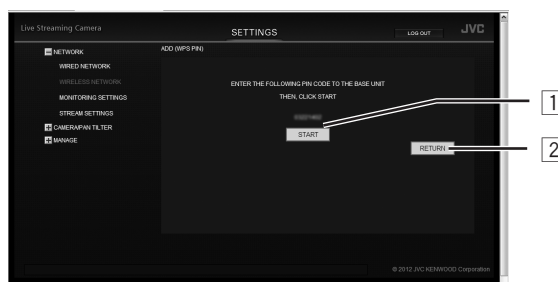 Live Streaming Camera
SETTINGS
LOG OUT
JVC
NETWORK
WIRED NETWORK
WIRELESS NETWORK
MONITORING SETTINGS
STREAM SETTINGS
CAMERA/PAN TILTER
MANAGE
ADD (WPS PIN)
ENTER THE FOLLOWING PIN CODE TO THE BASE UNIT
THEN, CLICK START
START
RETURN
1
2
© 2012 JVC KENWOOD Corporation